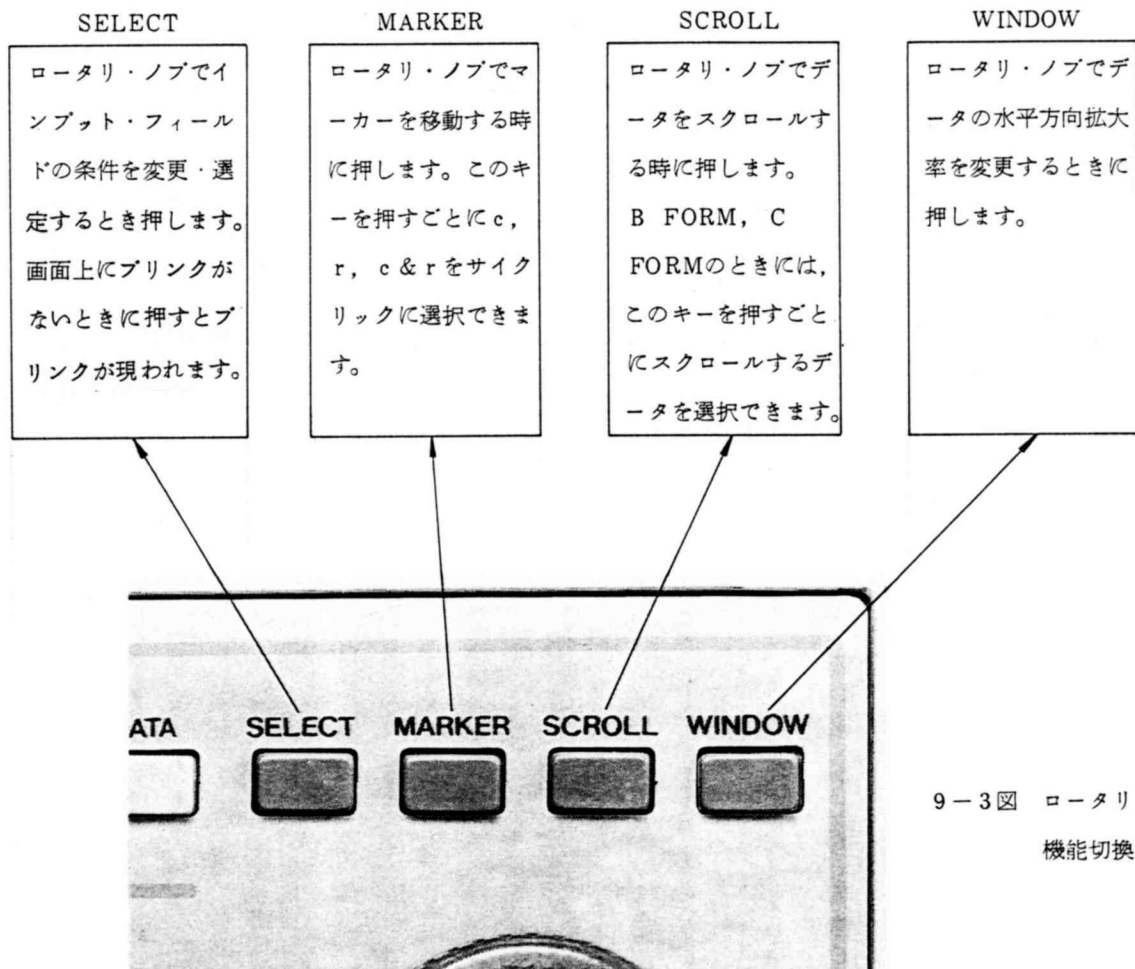 SELECT
ロータリ・ノブでイ
ンプット・フィール
ドの条件を変更・選
定するとき押します。
画面上にブリンクが
ないときに押すとブ
リンクが現われます。
MARKER
ロータリ・ノブでマ
ーカーを移動する時
に押します。このキ
ーを押すごとにc,
r, c&rをサイク
リックに選択できま
す。
SCROLL
ロータリ・ノブでデ
ータをスクロールす
る時に押します。
B FORM, C
FORMのときには,
このキーを押すごと
にスクロールするデ
ータを選択できます。
WINDOW
ロータリ・ノブでデ
ータの水平方向拡大
率を変更するときに
押します。
ATA SELECT MARKER SCROLL WINDOW
9-3図 ロータリ
機能切換